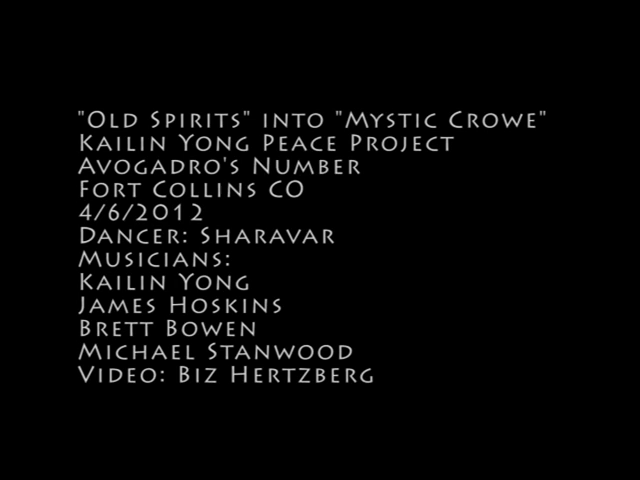 "Old Spirits" into "Mystic Crowe"
Kailin Yong Peace Project
Avogadro's Number
Fort Collins CO
4/6/2012
Dancer: Sharavar
Musicians:
Kailin Yong
James Hoskins
Brett Bowen
Michael Stanwood
Video: Biz Hertzberg